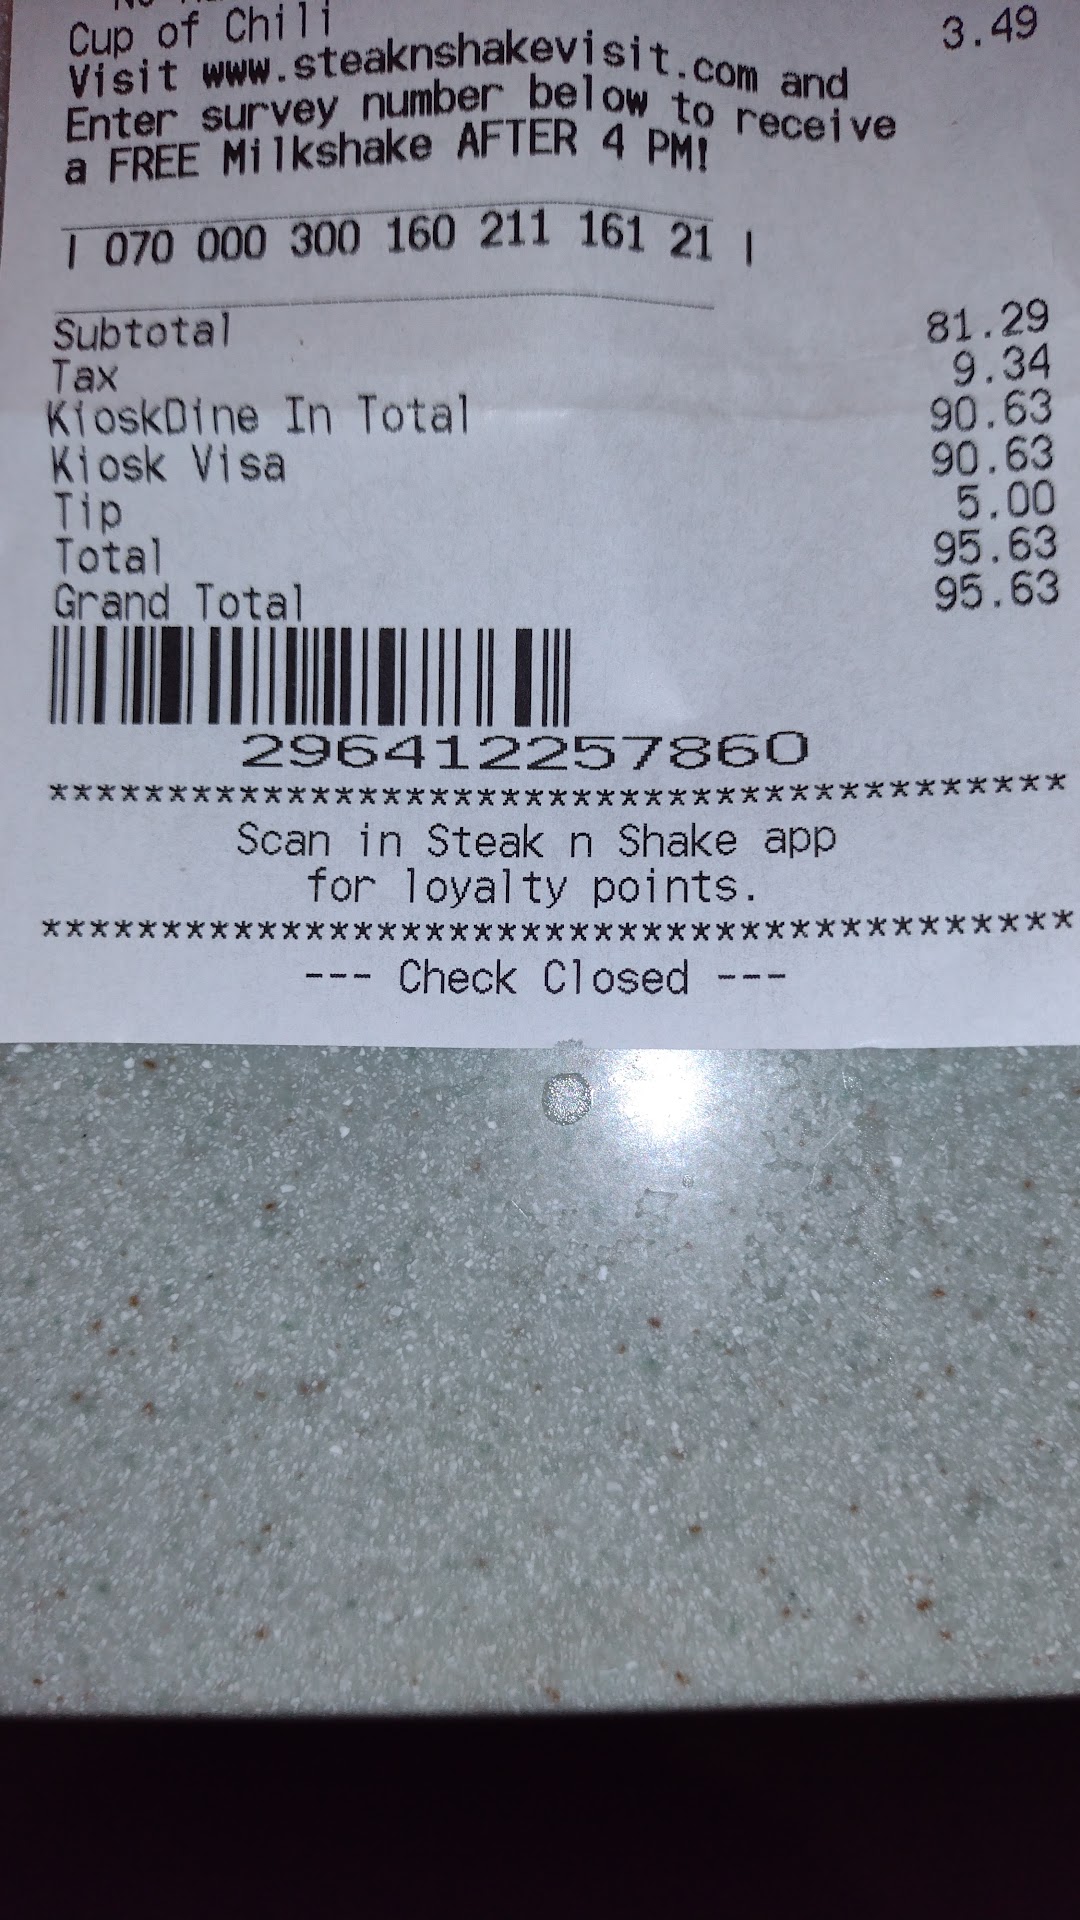 Cup of Chili 3.49
Visit www.steaknshakevisit.com and
Enter survey number below to receive
a FREE Milkshake AFTER 4 PM!
| 070 000 300 160 211 161 21 |
Subtotal 81.29
Tax 9.34
KioskDine In Total 90.63
Kiosk Visa 90.63
Tip 5.00
Total 95.63
Grand Total 95.63
296412257860
******************************************
Scan in Steak n Shake app
for loyalty points.
******************************************
--- Check Closed ---